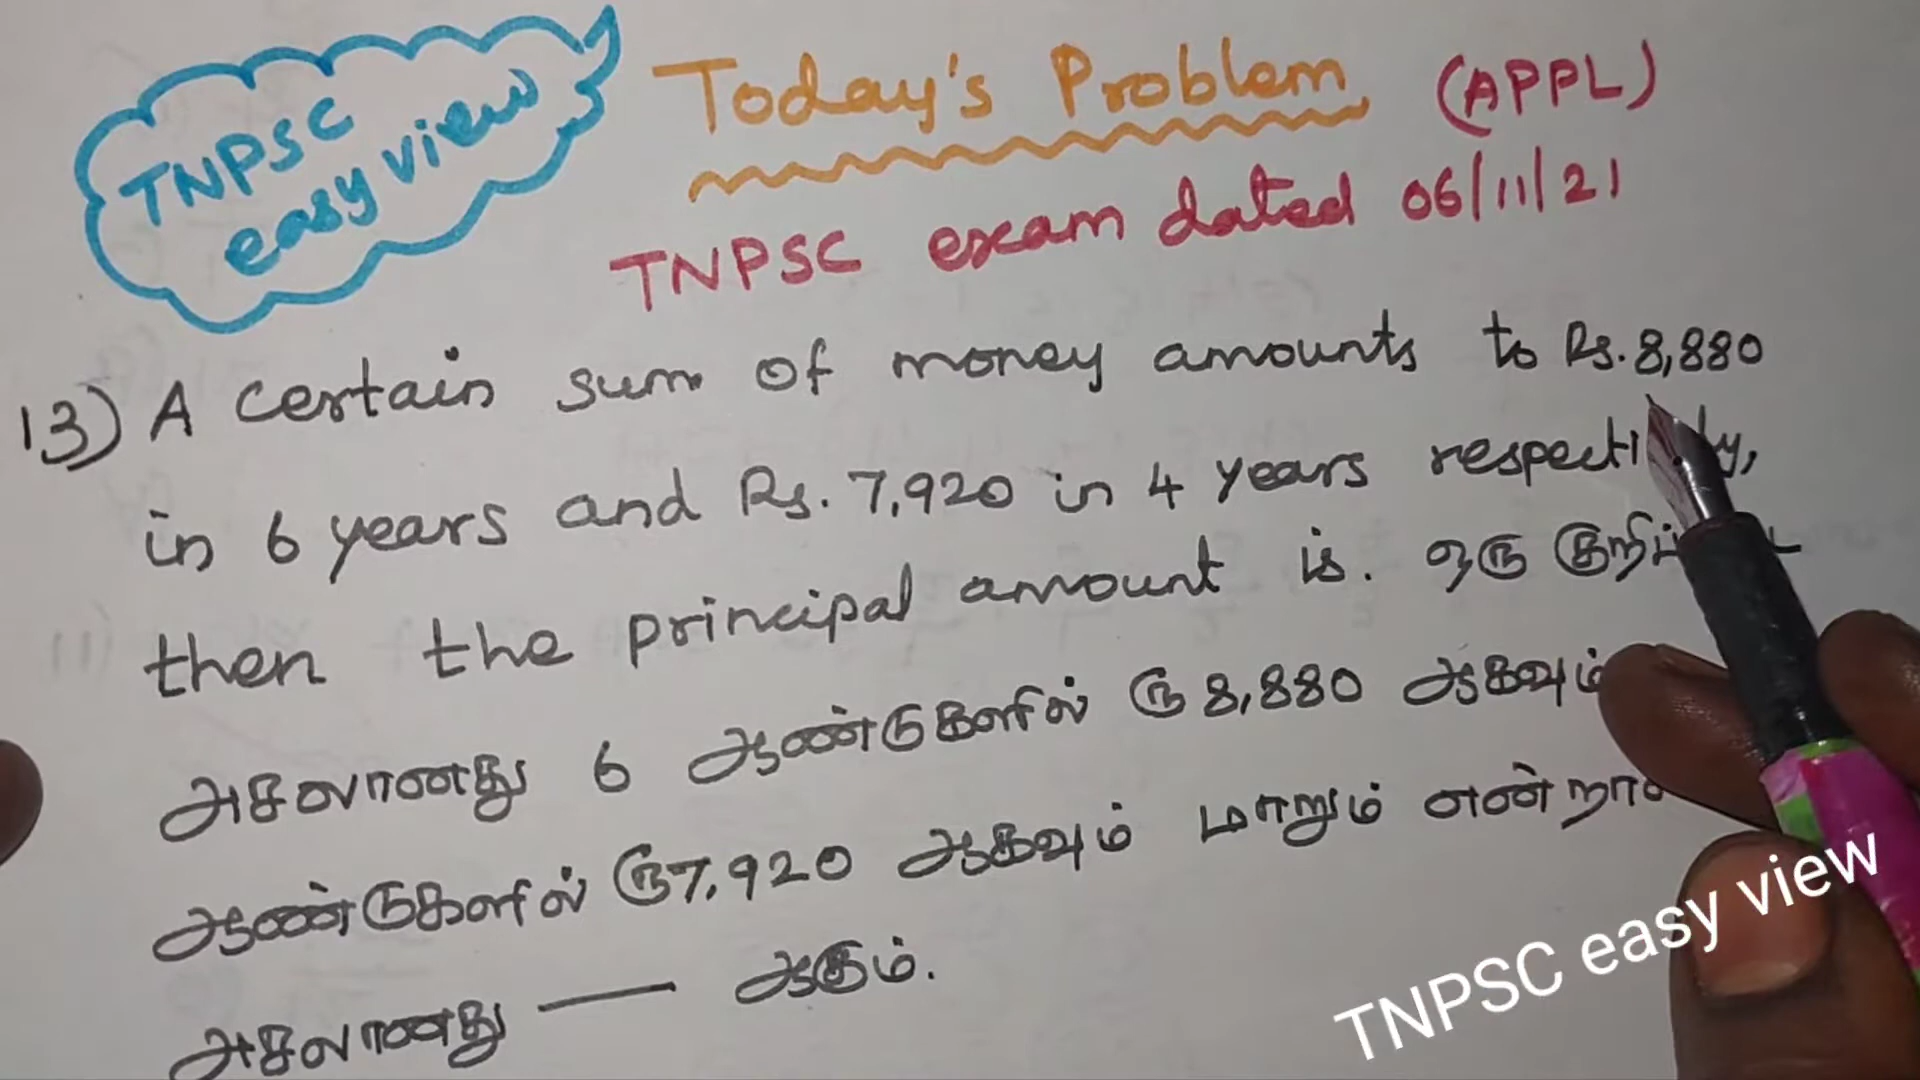 TNPSC
easy view
Today's Problem (APPL)
TNPSC exam dated 06/11/21
13) A certain sum of money amounts to Rs.8,880
in 6 years and Rs.7,920 in 4 years
then the principal amount is. ஒரு
அசலானது 6 ஆண்டுகளில் ரூ 8,880 ஆகவும்
ஆண்டுகளில் ரூ7,920 ஆகவும் மாறும்
அசலானது —— ஆகும்.
TNPSC easy view